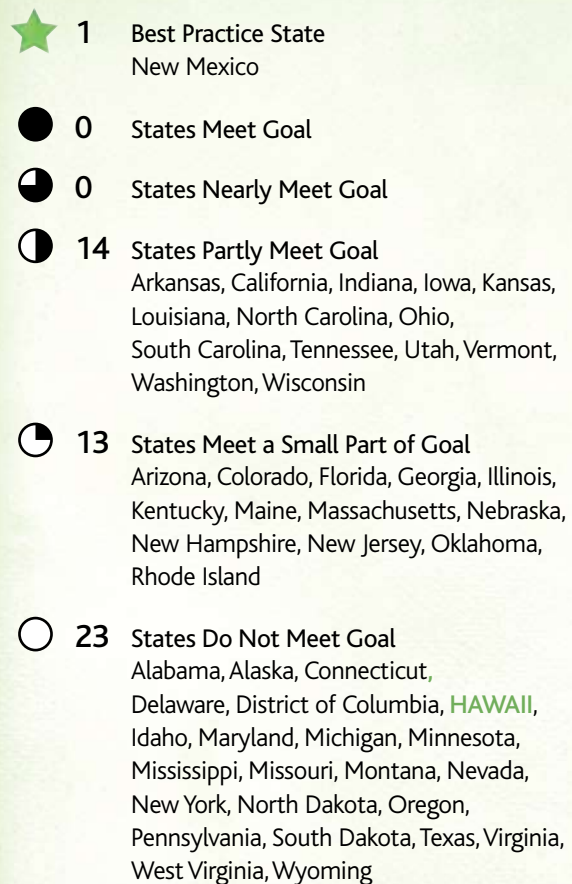 1 Best Practice State
New Mexico
0 States Meet Goal
0 States Nearly Meet Goal
14 States Partly Meet Goal
Arkansas, California, Indiana, Iowa, Kansas,
Louisiana, North Carolina, Ohio,
South Carolina, Tennessee, Utah, Vermont,
Washington, Wisconsin
13 States Meet a Small Part of Goal
Arizona, Colorado, Florida, Georgia, Illinois,
Kentucky, Maine, Massachusetts, Nebraska,
New Hampshire, New Jersey, Oklahoma,
Rhode Island
23 States Do Not Meet Goal
Alabama, Alaska, Connecticut,
Delaware, District of Columbia, HAWAII,
Idaho, Maryland, Michigan, Minnesota,
Mississippi, Missouri, Montana, Nevada,
New York, North Dakota, Oregon,
Pennsylvania, South Dakota, Texas, Virginia,
West Virginia, Wyoming